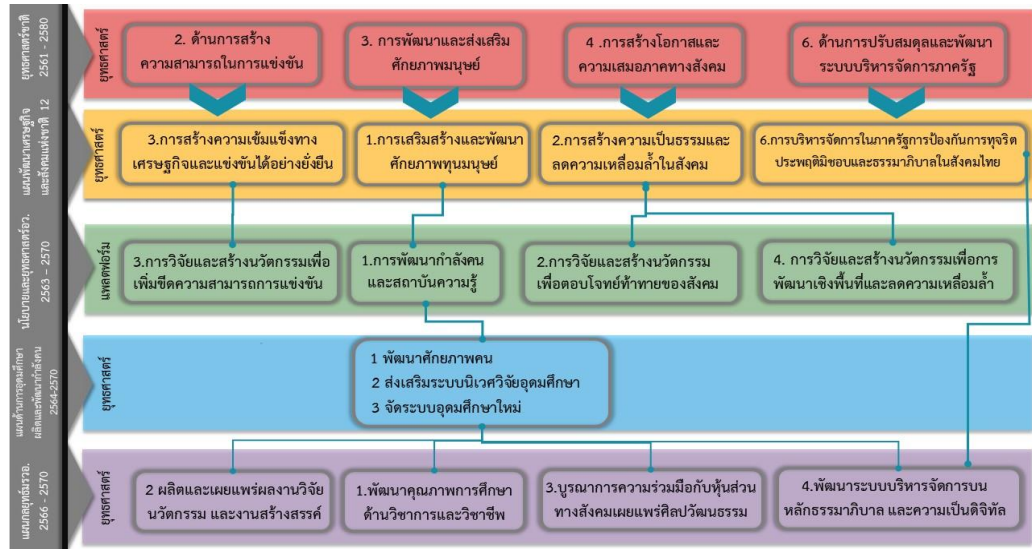 ยุทธศาสตร์ชาติ
2561 - 2580
ยุทธศาสตร์
2. ด้านการสร้าง
ความสามารถในการแข่งขัน
3. การพัฒนาและส่งเสริม
ศักยภาพมนุษย์
4 .การสร้างโอกาสและ
ความเสมอภาคทางสังคม
6. ด้านการปรับสมดุลและพัฒนา
ระบบบริหารจัดการภาครัฐ
แผนพัฒนาเศรษฐกิจ
และสังคมแห่งชาติ 12
ยุทธศาสตร์
3.การสร้างความเข้มแข็งทาง
เศรษฐกิจและแข่งขันได้อย่างยั่งยืน
1.การเสริมสร้างและพัฒนา
ศักยภาพทุนมนุษย์
2.การสร้างความเป็นธรรมและ
ลดความเหลื่อมล้ำในสังคม
6.การบริหารจัดการในภาครัฐการป้องกันการทุจริต
ประพฤติมิชอบและธรรมาภิบาลในสังคมไทย
นโยบายและยุทธศาสตร์อว.
2563 – 2570
แพลตฟอร์ม
3.การวิจัยและสร้างนวัตกรรมเพื่อ
เพิ่มขีดความสามารถการแข่งขัน
1.การพัฒนากำลังคน
และสถาบันความรู้
2.การวิจัยและสร้างนวัตกรรม
เพื่อตอบโจทย์ท้าทายของสังคม
4. การวิจัยและสร้างนวัตกรรมเพื่อการ
พัฒนาเชิงพื้นที่และลดความเหลื่อมล้ำ
แผนด้านการอุดมศึกษา
ผลิตและพัฒนากำลังคน
2564-2570
ยุทธศาสตร์
1 พัฒนาศักยภาพคน
2 ส่งเสริมระบบนิเวศวิจัยอุดมศึกษา
3 จัดระบบอุดมศึกษาใหม่
แผนกลยุทธ์มรวอ.
2566 - 2570
ยุทธศาสตร์
2 ผลิตและเผยแพร่ผลงานวิจัย
นวัตกรรม และงานสร้างสรรค์
1.พัฒนาคุณภาพการศึกษา
ด้านวิชาการและวิชาชีพ
3.บูรณาการความร่วมมือกับหุ้นส่วน
ทางสังคมเผยแพร่ศิลปวัฒนธรรม
4.พัฒนาระบบบริหารจัดการบน
หลักธรรมาภิบาล และความเป็นดิจิทัล